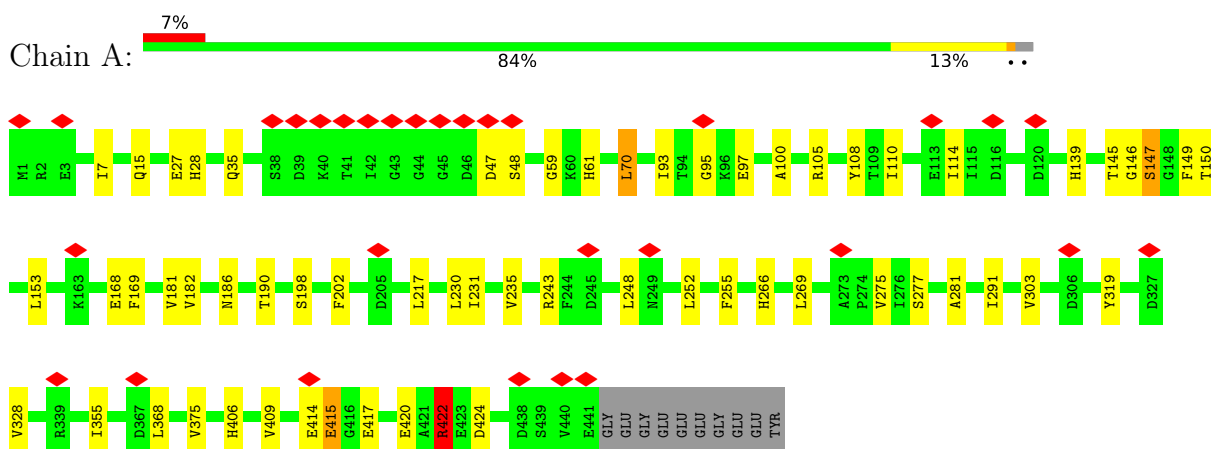 7%
Chain A:
84% 13% • •
M1 R2 E3 I7 Q15 E27 H28 Q35 S38 D39 K40 T41 I42 G43 G44 G45 D46 D47 S48 G59 K60 H61 L70 I93 T94 G95 K96 E97 A100 R105 Y108 T109 I110 E113 I114 I115 D116 D120 H139 T145 G146 S147 G148 F149 T150
L153 K163 E168 F169 V181 V182 N186 T190 S198 F202 D205 L217 L230 I231 V235 R243 F244 D245 L248 N249 L252 F255 H266 L269 A273 P274 V275 I276 S277 A281 I291 V303 D306 Y319 D327
V328 R339 I355 D367 L368 V375 H406 V409 E414 E415 G416 E417 E420 A421 R422 E423 D424 D438 S439 V440 E441 GLY GLU GLY GLU GLU GLU GLY GLU GLU TYR